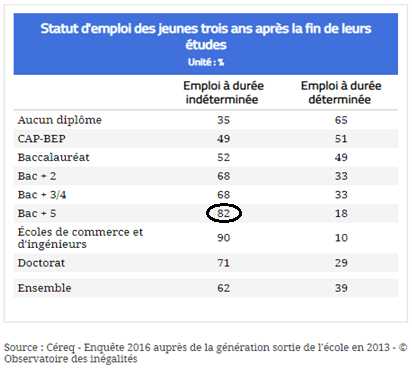 Statut d'emploi des jeunes trois ans après la fin de leurs
études
Unité : %
Emploi à durée indéterminée Emploi à durée déterminée
Aucun diplôme 35 65
CAP-BEP 49 51
Baccalauréat 52 49
Bac + 2 68 33
Bac + 3/4 68 33
Bac + 5 82 18
Écoles de commerce et d'ingénieurs 90 10
Doctorat 71 29
Ensemble 62 39
Source : Céreq - Enquête 2016 auprès de la génération sortie de l'école en 2013 - ©
Observatoire des inégalités